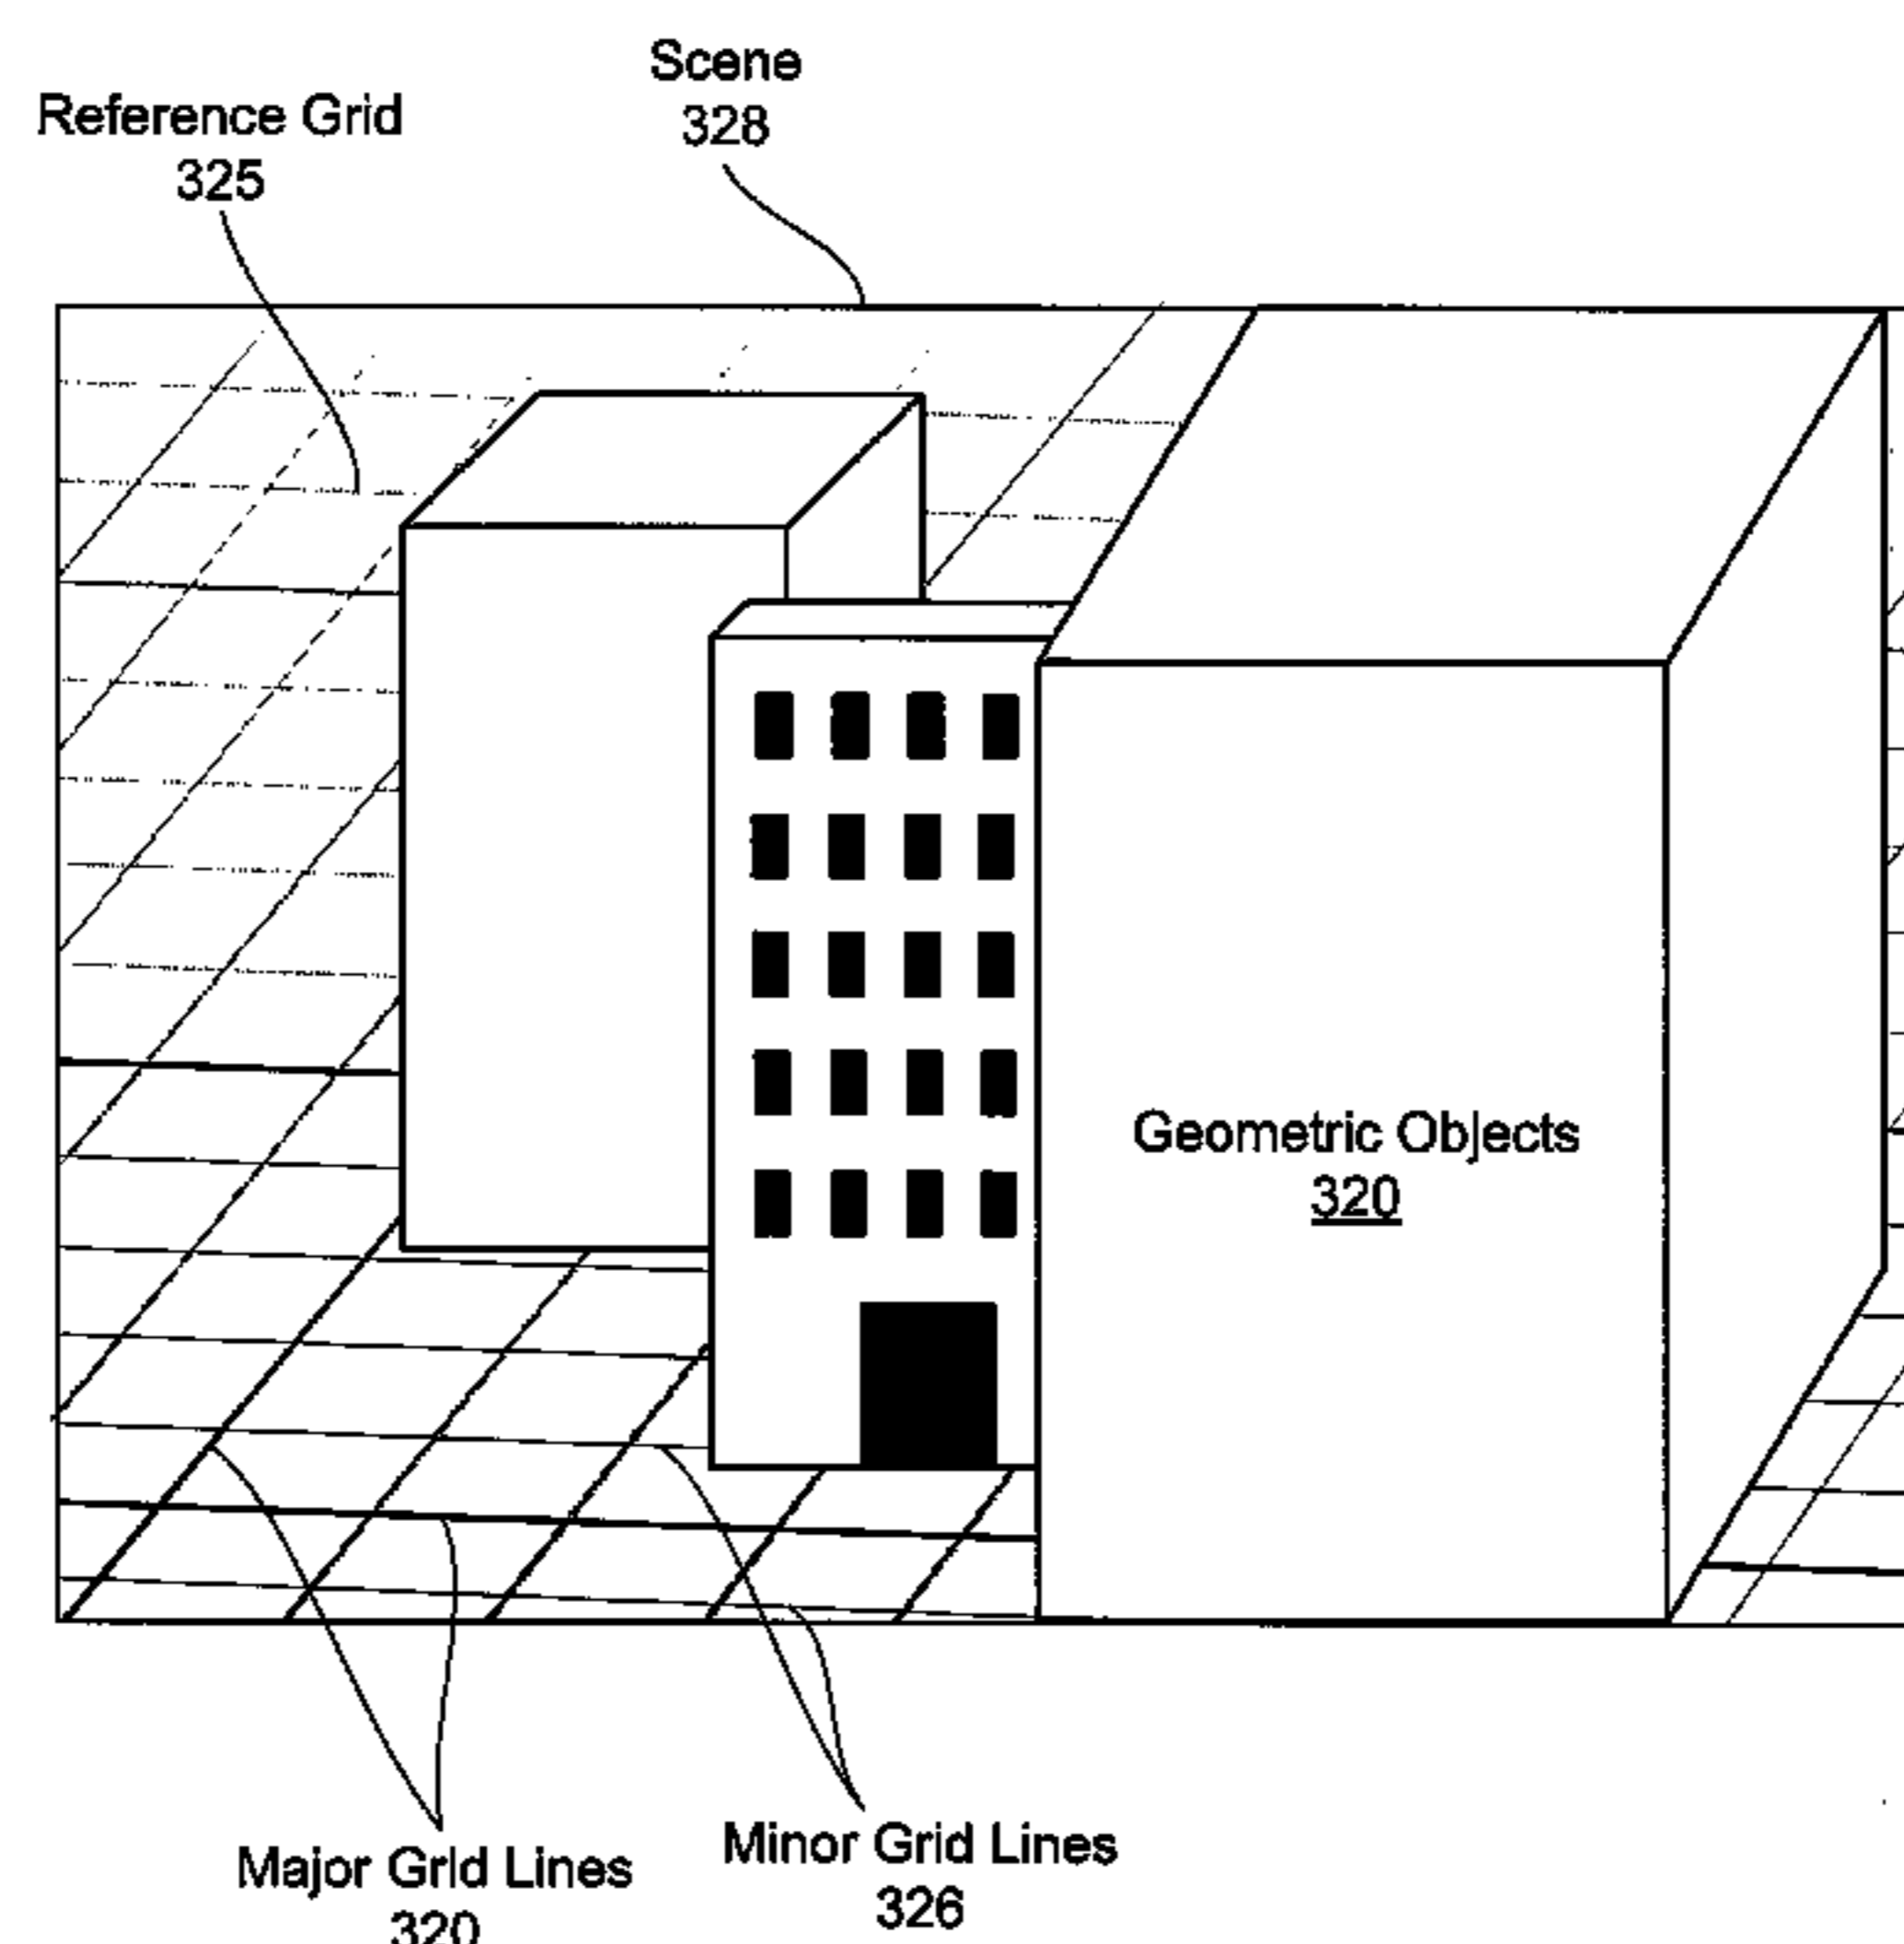 Scene
328
Reference Grid
325
Geometric Objects
320
Major Grid Lines
320
Minor Grid Lines
326